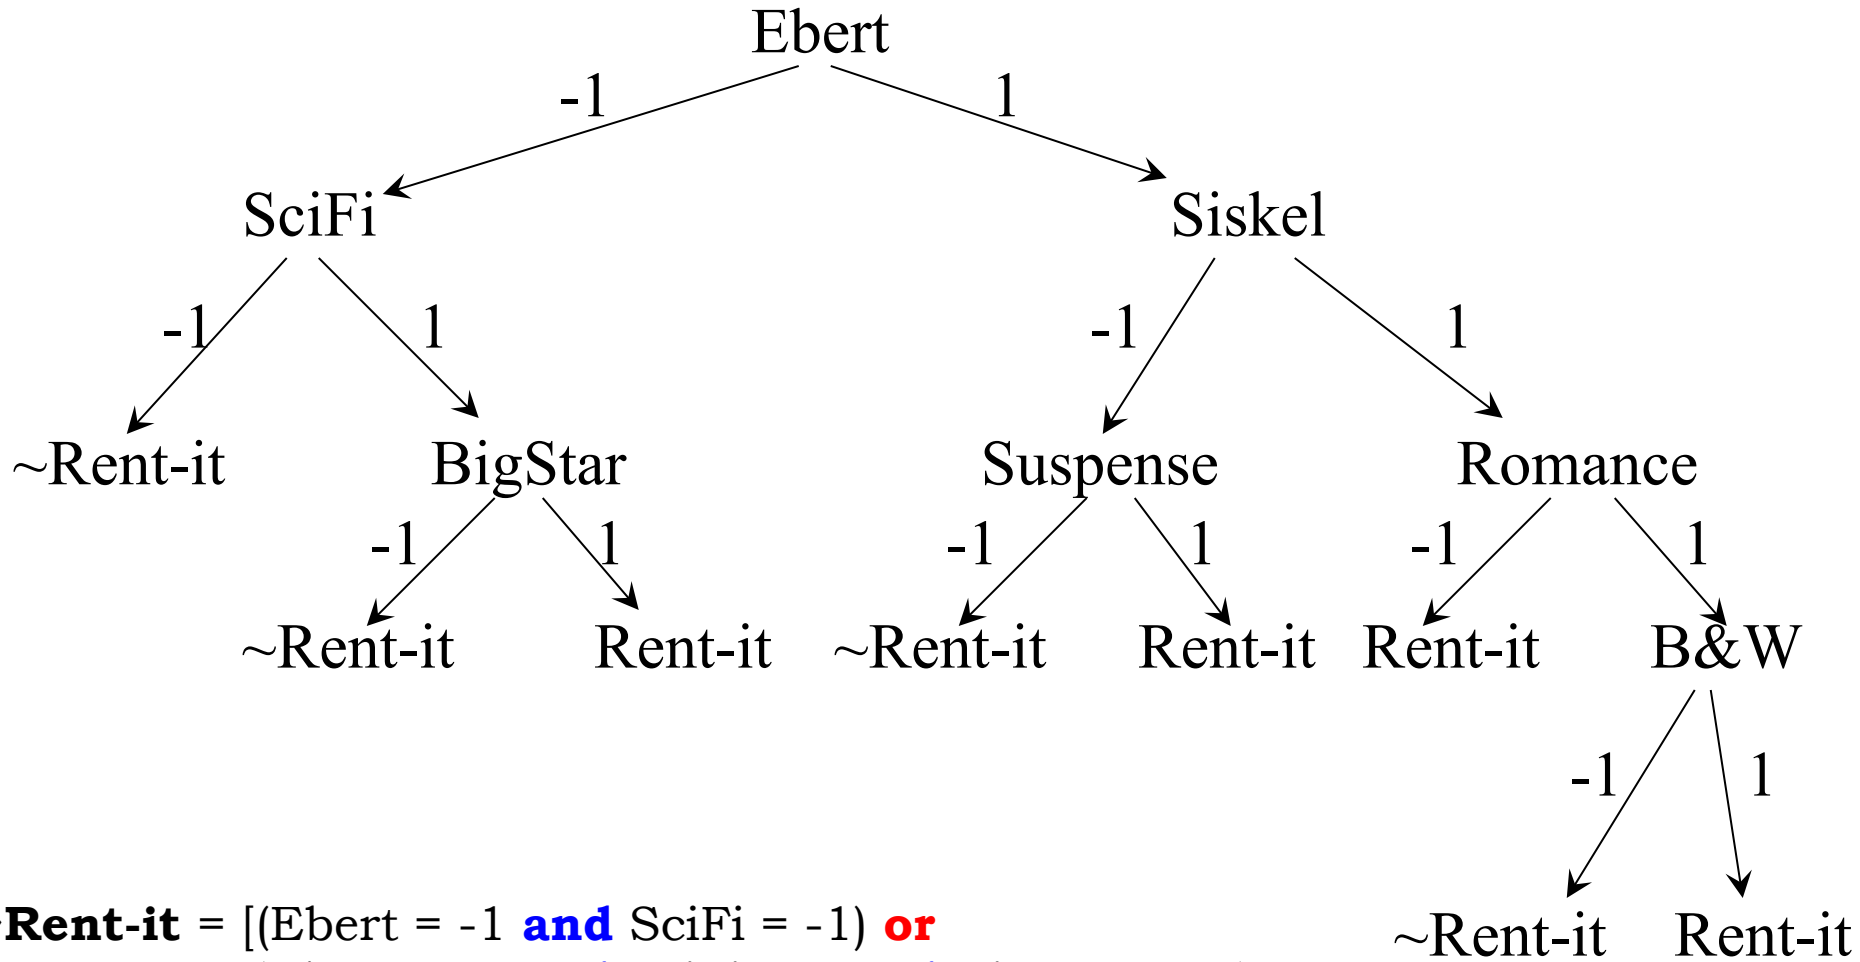 Ebert
-1 1
SciFi Siskel
-1 1 -1 1
~Rent-it BigStar Suspense Romance
-1 1 -1 1 -1 1
~Rent-it Rent-it ~Rent-it Rent-it Rent-it B&W
-1 1
Rent-it = [(Ebert = -1 and SciFi = -1) or
~Rent-it Rent-it